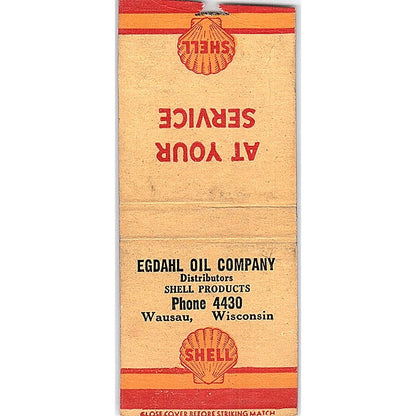 SHELL
AT YOUR
SERVICE
EGDAHL OIL COMPANY
Distributors
SHELL PRODUCTS
Phone 4430
Wausau, Wisconsin
SHELL
CLOSE COVER BEFORE STRIKING MATCH